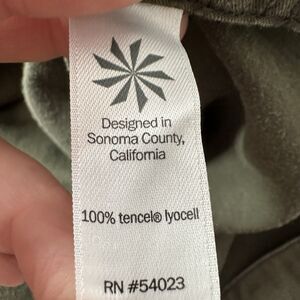 Designed in
Sonoma County,
California
100% tencel® lyocell
RN #54023